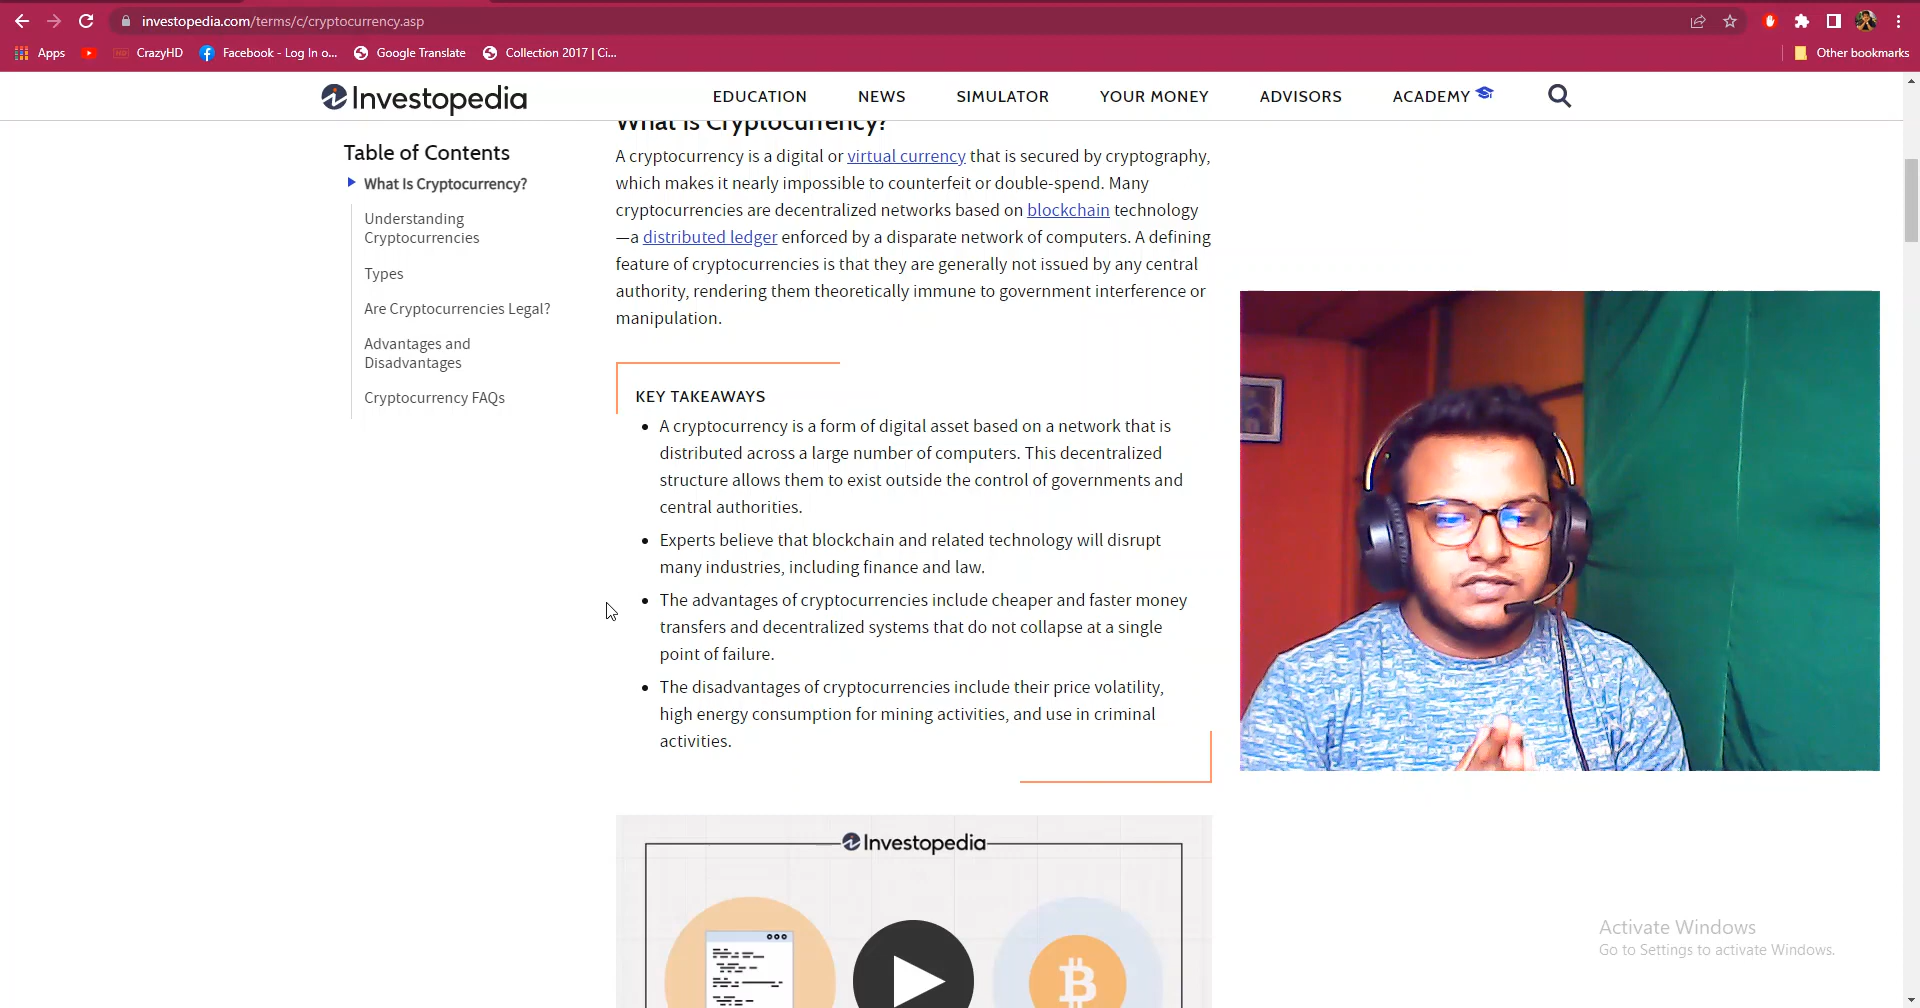 investopedia.com/terms/c/cryptocurrency.asp
Apps
CrazyHD
Facebook - Log In o...
Google Translate
Collection 2017 | Ci...
Other bookmarks
Investopedia
EDUCATION
NEWS
SIMULATOR
YOUR MONEY
ADVISORS
ACADEMY
Table of Contents
What Is Cryptocurrency?
Understanding
Cryptocurrencies
Types
Are Cryptocurrencies Legal?
Advantages and
Disadvantages
Cryptocurrency FAQs
What Is Cryptocurrency?
A cryptocurrency is a digital or virtual currency that is secured by cryptography,
which makes it nearly impossible to counterfeit or double-spend. Many
cryptocurrencies are decentralized networks based on blockchain technology
—a distributed ledger enforced by a disparate network of computers. A defining
feature of cryptocurrencies is that they are generally not issued by any central
authority, rendering them theoretically immune to government interference or
manipulation.
KEY TAKEAWAYS
• A cryptocurrency is a form of digital asset based on a network that is
distributed across a large number of computers. This decentralized
structure allows them to exist outside the control of governments and
central authorities.
• Experts believe that blockchain and related technology will disrupt
many industries, including finance and law.
• The advantages of cryptocurrencies include cheaper and faster money
transfers and decentralized systems that do not collapse at a single
point of failure.
• The disadvantages of cryptocurrencies include their price volatility,
high energy consumption for mining activities, and use in criminal
activities.
Investopedia
Activate Windows
Go to Settings to activate Windows.